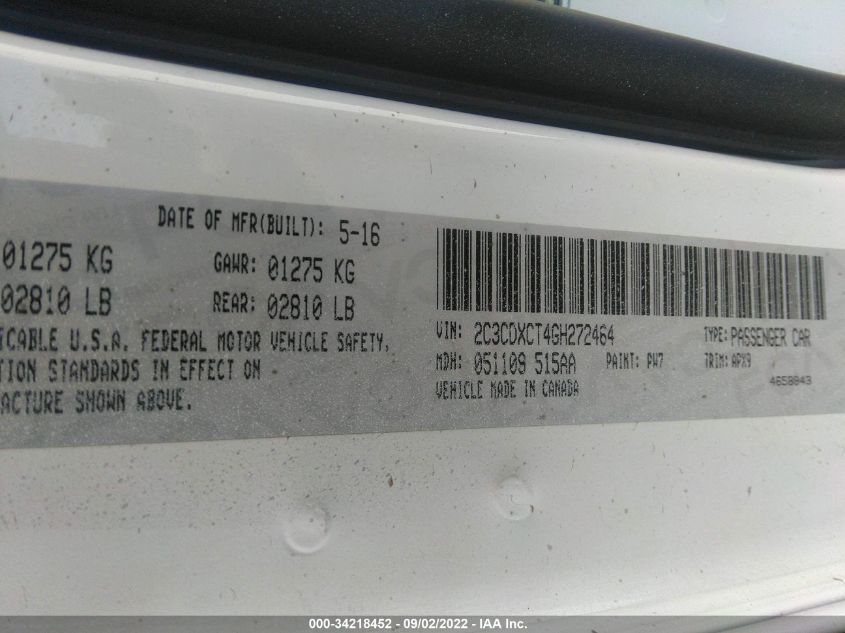 DATE OF MFR(BUILT): 5-16
01275 KG GAWR: 01275 KG
02810 LB REAR: 02810 LB
ICABLE U.S.A. FEDERAL MOTOR VEHICLE SAFETY,
TION STANDARDS IN EFFECT ON
FACTURE SHOWN ABOVE.
VIN: 2C3CDXCT4GH272464 TYPE: PASSENGER CAR
MDH: 051109 515AA PAINT: PW7 TRIM: APX9
VEHICLE MADE IN CANADA 4658843
000-34218452 - 09/02/2022 - IAA Inc.